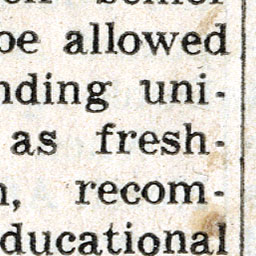 be allowed
nding uni-
as fresh-
n, recom-
ducational